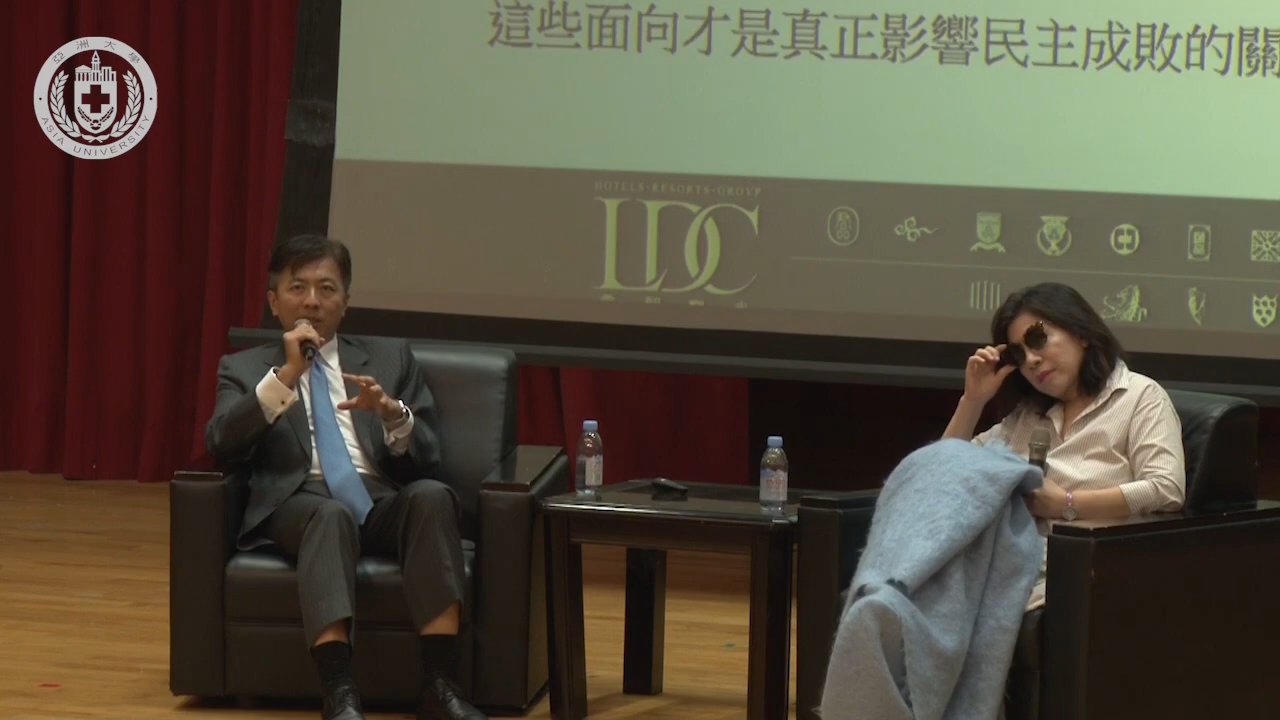 這些面向才是真正影響民主成敗的關
亞洲大學
ASIA UNIVERSITY
HOTELS·RESORTS·GROUP
LDC